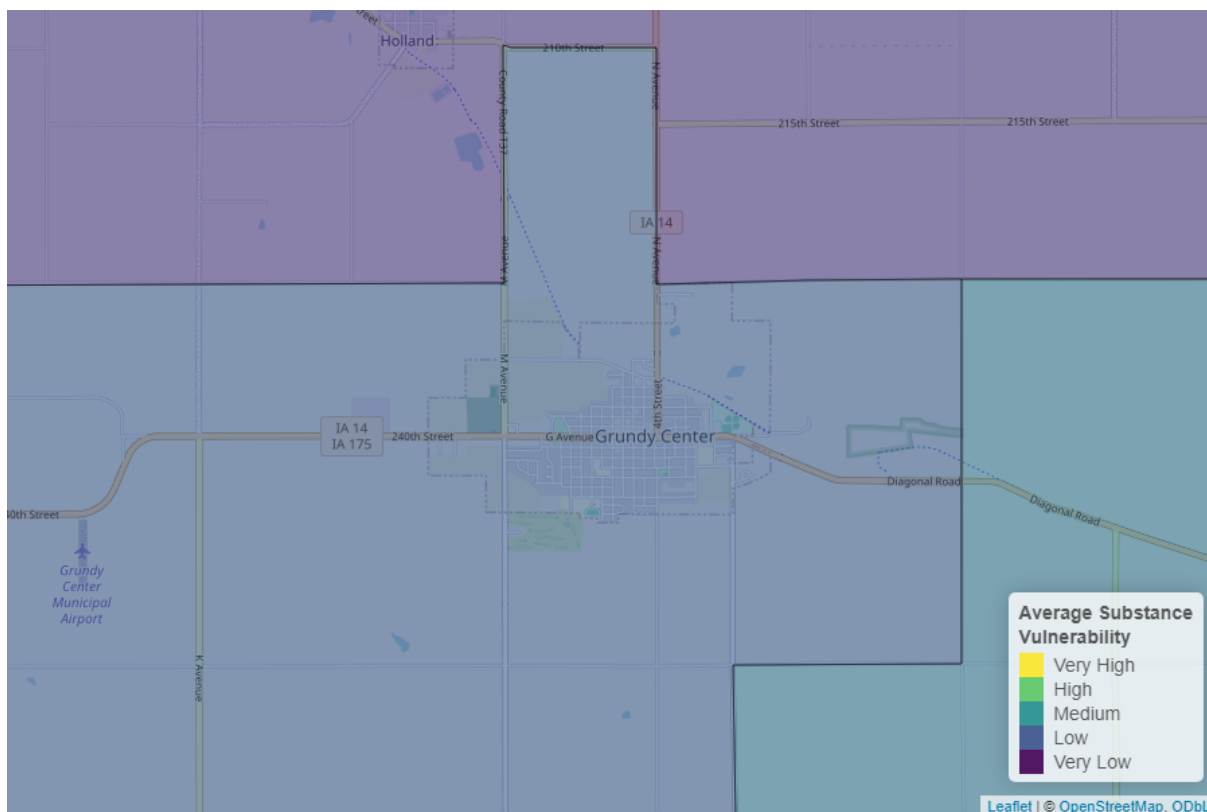 Street
Holland
210th Street
County Road T37
N Avenue
215th Street
215th Street
IA 14
M Avenue
N Avenue
M Avenue
4th Street
IA 14
IA 175
240th Street
G Avenue
Grundy Center
Diagonal Road
Diagonal Road
40th Street
Grundy
Center
Municipal
Airport
K Avenue
Average Substance
Vulnerability
Very High
High
Medium
Low
Very Low
Leaflet | © OpenStreetMap, ODbL